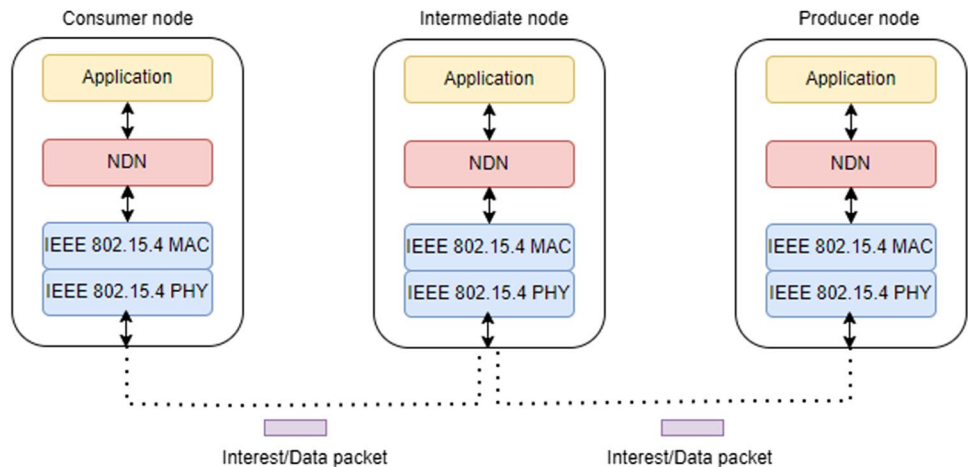 Consumer node
Intermediate node
Producer node
Application
Application
Application
NDN
NDN
NDN
IEEE 802.15.4 MAC
IEEE 802.15.4 MAC
IEEE 802.15.4 MAC
IEEE 802.15.4 PHY
IEEE 802.15.4 PHY
IEEE 802.15.4 PHY
Interest/Data packet
Interest/Data packet